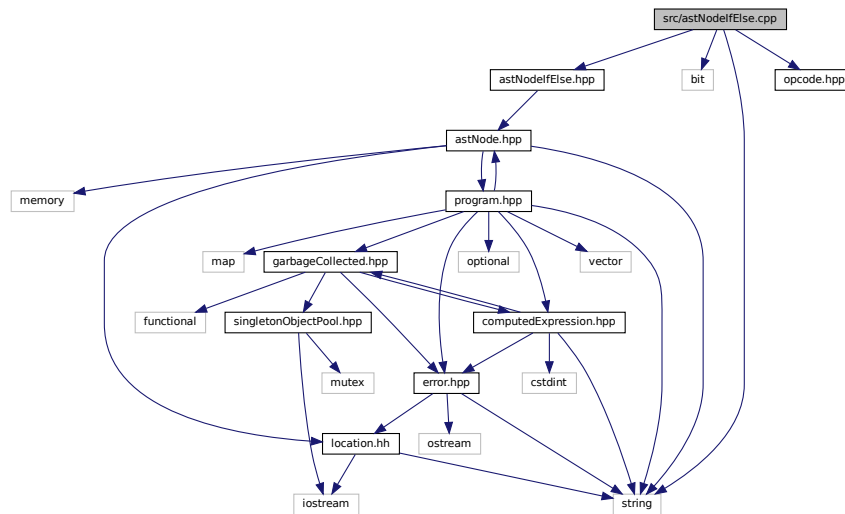 src/astNodeIfElse.cpp
astNodeIfElse.hpp
bit
opcode.hpp
astNode.hpp
memory
program.hpp
map
garbageCollected.hpp
optional
vector
functional
singletonObjectPool.hpp
computedExpression.hpp
mutex
error.hpp
cstdint
location.hh
ostream
iostream
string